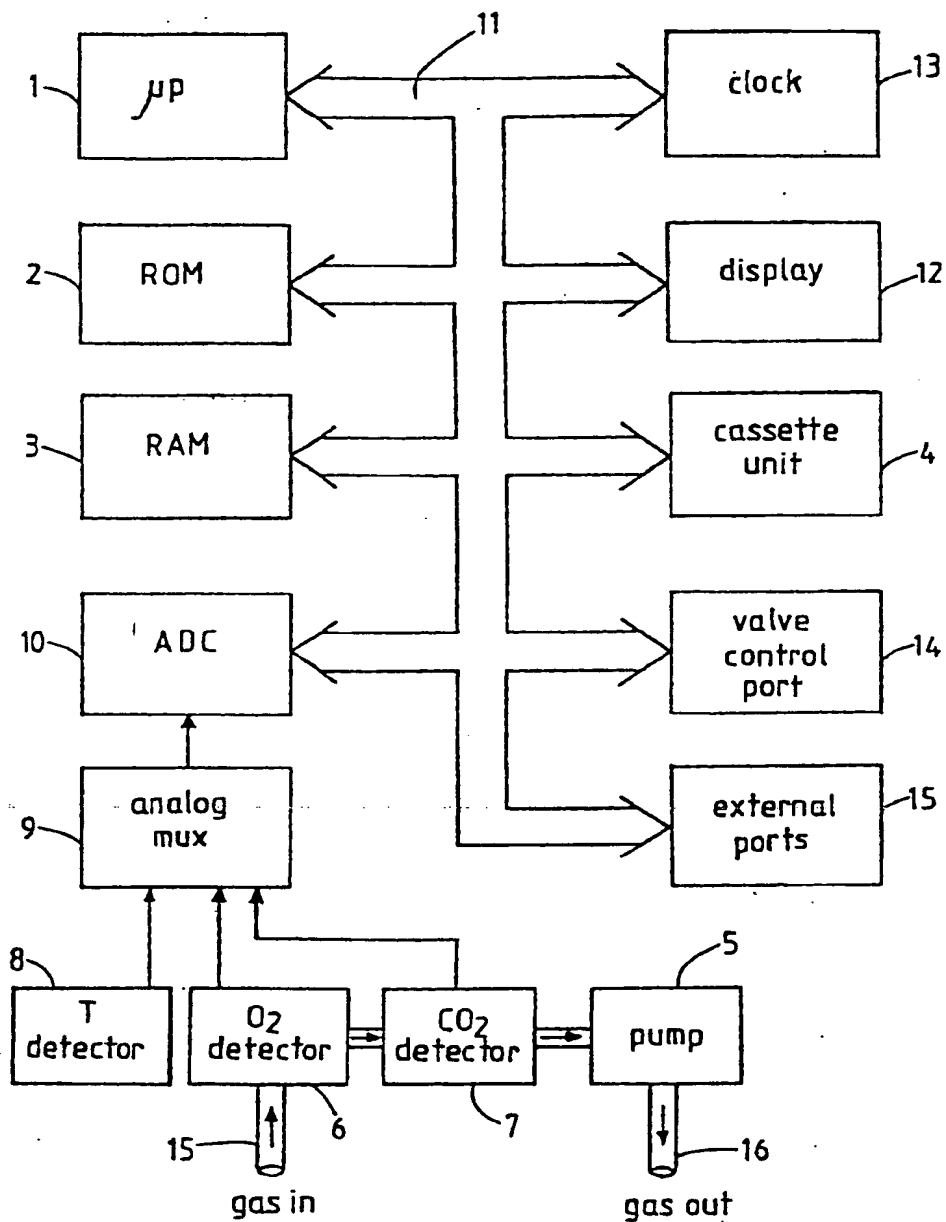 11
1
μp
clock
13
2
ROM
display
12
3
RAM
cassette
unit
4
10
ADC
valve
control
port
14
9
analog
mux
external
ports
15
8
T
detector
O2
detector
6
CO2
detector
7
5
pump
15
gas in
16
gas out